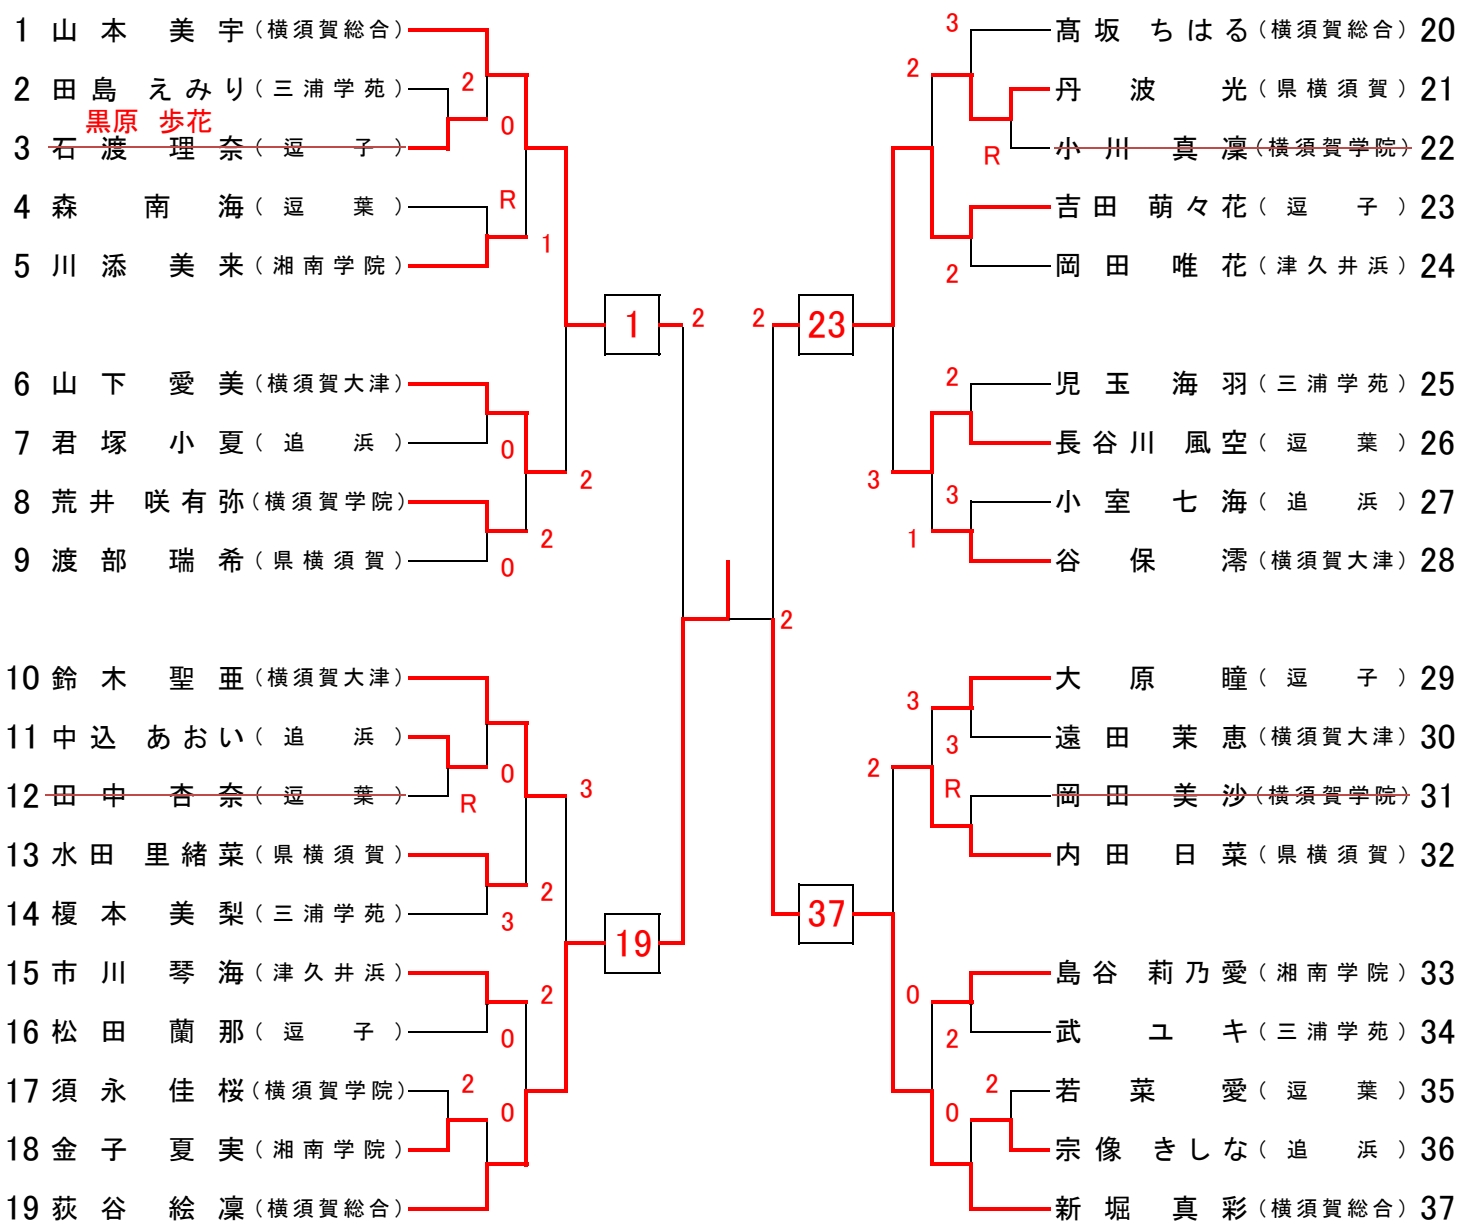 1 山本 美宇 (横須賀総合)
2
2 田島 えみり (三浦学苑)
黒原 歩花
0
3 石渡 理奈 (逗子)
4 森 南海 (逗葉)
R
1
5 川添 美来 (湘南学院)
1
2
6 山下 愛美 (横須賀大津)
7 君塚 小夏 (追浜)
0
2
8 荒井 咲有弥 (横須賀学院)
2
9 渡部 瑞希 (県横須賀)
0
10 鈴木 聖亜 (横須賀大津)
11 中込 あおい (追浜)
0
3
12 田中 杏奈 (逗葉)
R
13 水田 里緒菜 (県横須賀)
2
14 榎本 美梨 (三浦学苑)
3
19
15 市川 琴海 (津久井浜)
2
16 松田 蘭那 (逗子)
0
17 須永 佳桜 (横須賀学院)
2
0
18 金子 夏実 (湘南学院)
19 荻谷 絵凜 (横須賀総合)
3
髙坂 ちはる (横須賀総合) 20
2
丹波 光 (県横須賀) 21
R
小川 真凜 (横須賀学院) 22
吉田 萌々花 (逗子) 23
2
岡田 唯花 (津久井浜) 24
2
23
2
児玉 海羽 (三浦学苑) 25
長谷川 風空 (逗葉) 26
3
3
小室 七海 (追浜) 27
1
谷 保澪 (横須賀大津) 28
2
大原 瞳 (逗子) 29
3
遠田 茉恵 (横須賀大津) 30
3
2
R
岡田 美沙 (横須賀学院) 31
内田 日菜 (県横須賀) 32
37
島谷 莉乃愛 (湘南学院) 33
0
武 ユキ (三浦学苑) 34
2
2
若菜 愛 (逗葉) 35
0
宗像 きしな (追浜) 36
新堀 真彩 (横須賀総合) 37